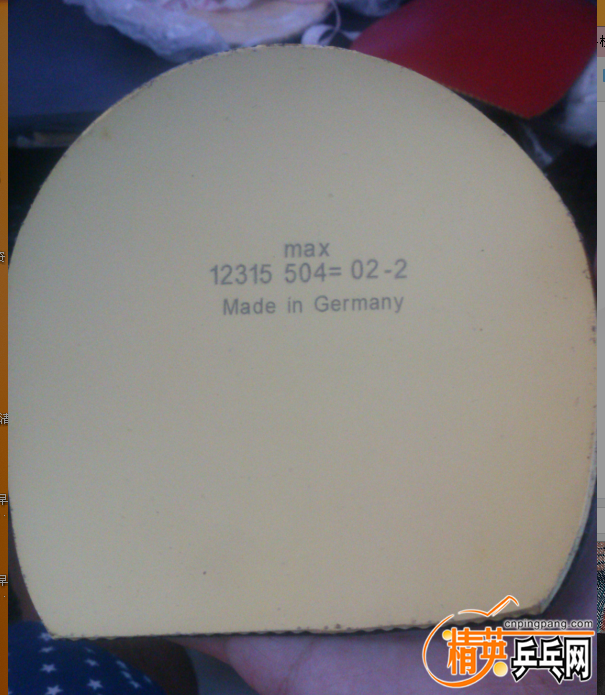 max
12315 504= 02-2
Made in Germany
cnpingpang.com
精英乒乓网